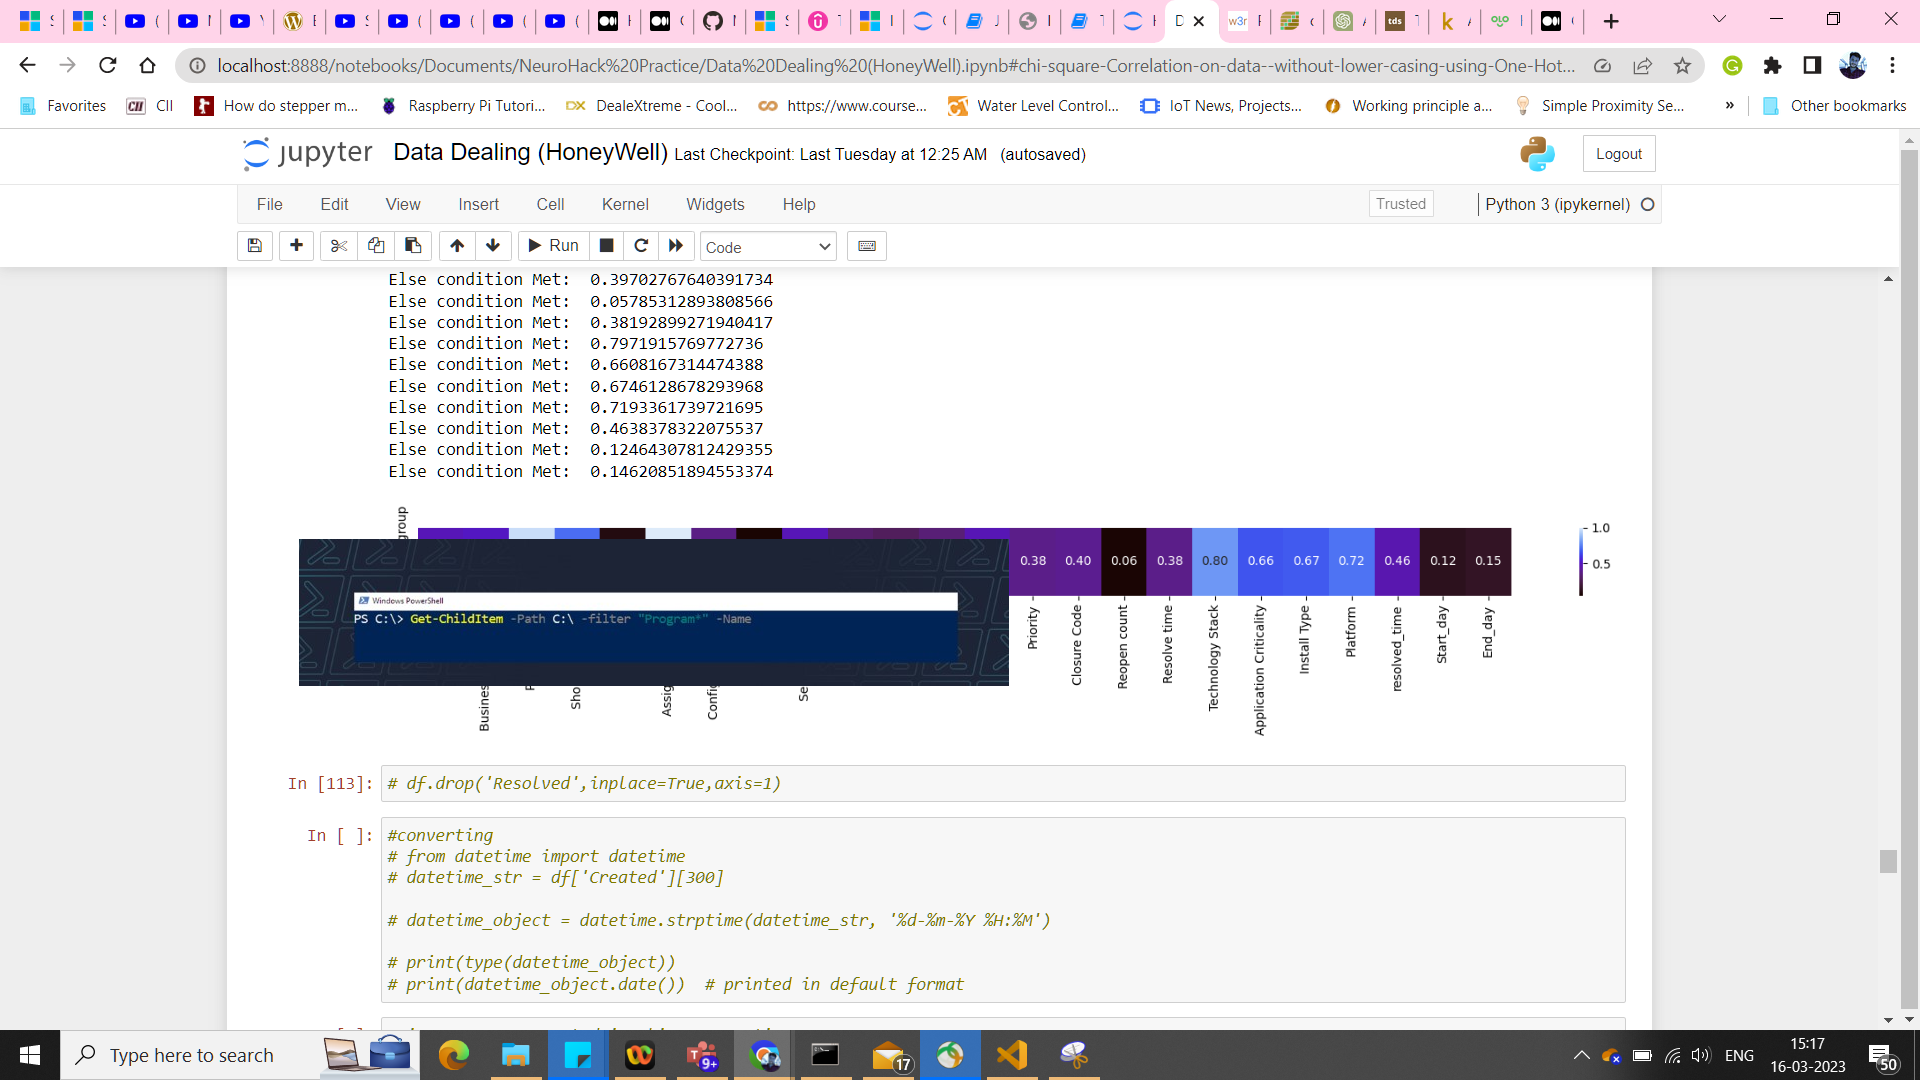 localhost:8888/notebooks/Documents/NeuroHack%20Practice/Data%20Dealing%20(HoneyWell).ipynb#chi-square-Correlation-on-data--without-lower-casing-using-One-Hot...
Favorites CII How do stepper m... Raspberry Pi Tutori... DX DealeXtreme - Cool... https://www.course... Water Level Control... IoT News, Projects... Working principle a... Simple Proximity Se... » Other bookmarks
jupyter Data Dealing (HoneyWell) Last Checkpoint: Last Tuesday at 12:25 AM (autosaved) Logout
File Edit View Insert Cell Kernel Widgets Help Trusted Python 3 (ipykernel)
Run Code
Else condition Met: 0.39702767640391734
Else condition Met: 0.05785312893808566
Else condition Met: 0.38192899271940417
Else condition Met: 0.7971915769772736
Else condition Met: 0.6608167314474388
Else condition Met: 0.6746128678293968
Else condition Met: 0.7193361739721695
Else condition Met: 0.4638378322075537
Else condition Met: 0.12464307812429355
Else condition Met: 0.14620851894553374
group
0.38 0.40 0.06 0.38 0.80 0.66 0.67 0.72 0.46 0.12 0.15
1.0
0.5
Windows PowerShell
PS C:\> Get-ChildItem -Path C:\ -filter "Program*" -Name
Busines
Sho
Assig
Config
Se
Priority
Closure Code
Reopen count
Resolve time
Technology Stack
Application Criticality
Install Type
Platform
resolved_time
Start_day
End_day
In [113]: # df.drop('Resolved',inplace=True,axis=1)
In [ ]: #converting
# from datetime import datetime
# datetime_str = df['Created'][300]
# datetime_object = datetime.strptime(datetime_str, '%d-%m-%Y %H:%M')
# print(type(datetime_object))
# print(datetime_object.date())  # printed in default format
Type here to search
9+
17
ENG
15:17
16-03-2023
50